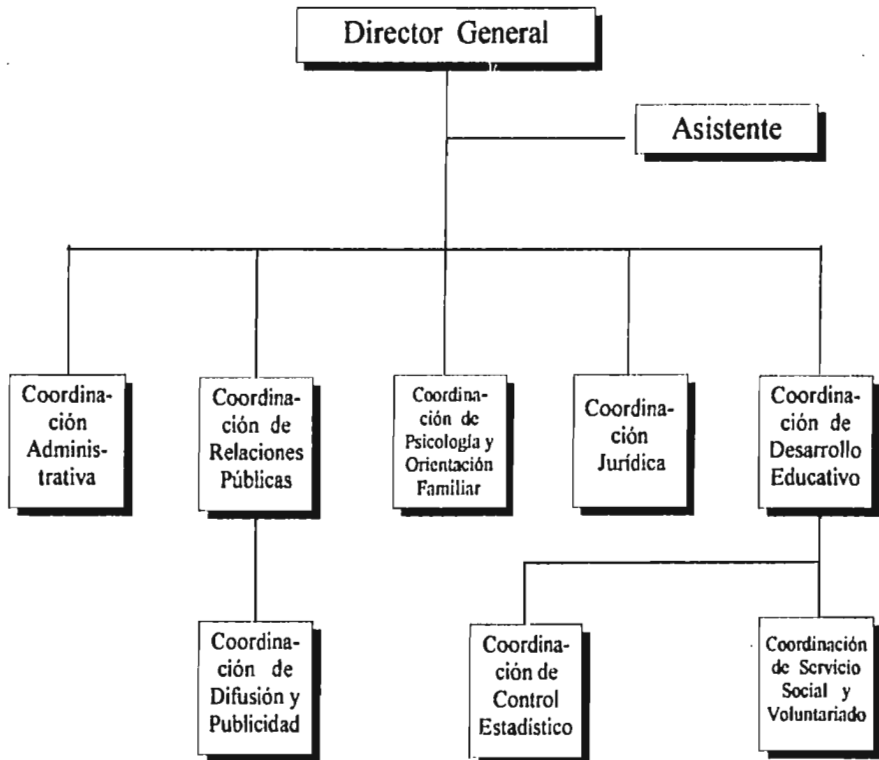 Director General
Asistente
Coordina-
ción
Adminis-
trativa
Coordina-
ción de
Relaciones
Públicas
Coordina-
ción de
Psicología y
Orientación
Familiar
Coordina-
ción
Jurídica
Coordina-
ción de
Desarrollo
Educativo
Coordina-
ción de
Difusión y
Publicidad
Coordina-
ción de
Control
Estadístico
Coordinación
de Servicio
Social y
Voluntariado